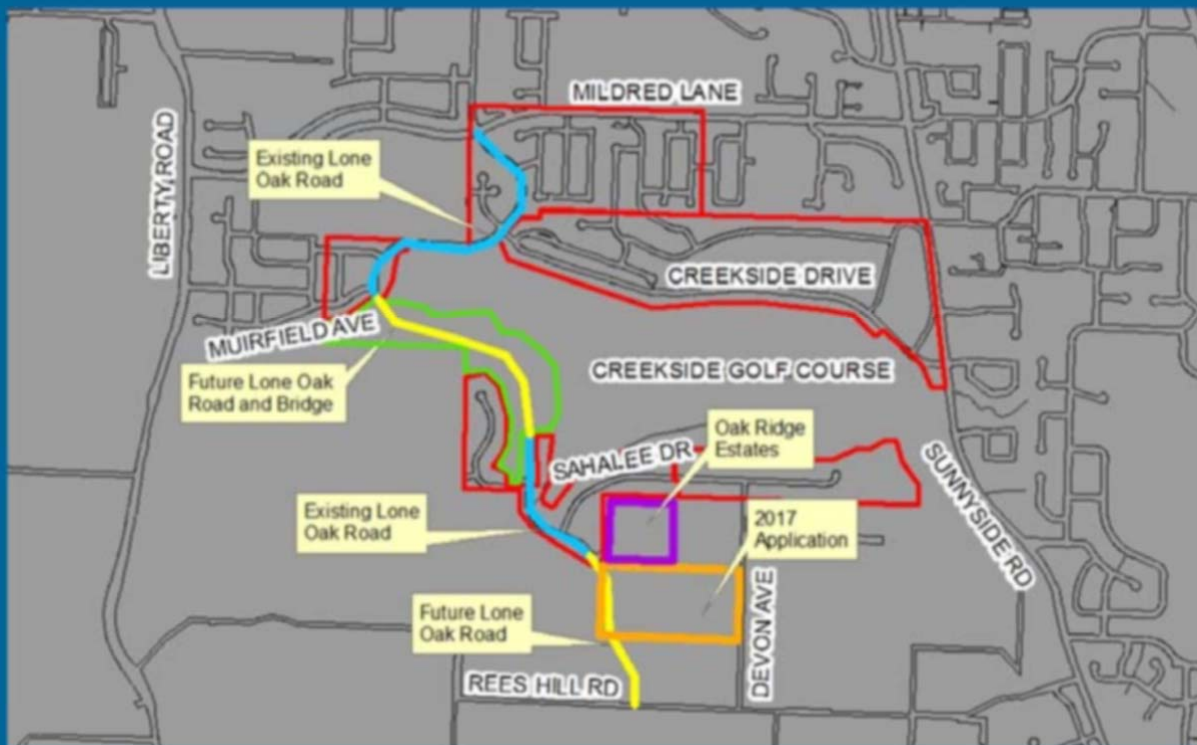 MILDRED LANE
Existing Lone
Oak Road
LIBERTY ROAD
CREEKSIDE DRIVE
MUIRFIELD AVE
CREEKSIDE GOLF COURSE
Future Lone Oak
Road and Bridge
Oak Ridge
Estates
SAHALEE DR
SUNNYSIDE RD
Existing Lone
Oak Road
2017
Application
Future Lone
Oak Road
DEVON AVE
REES HILL RD